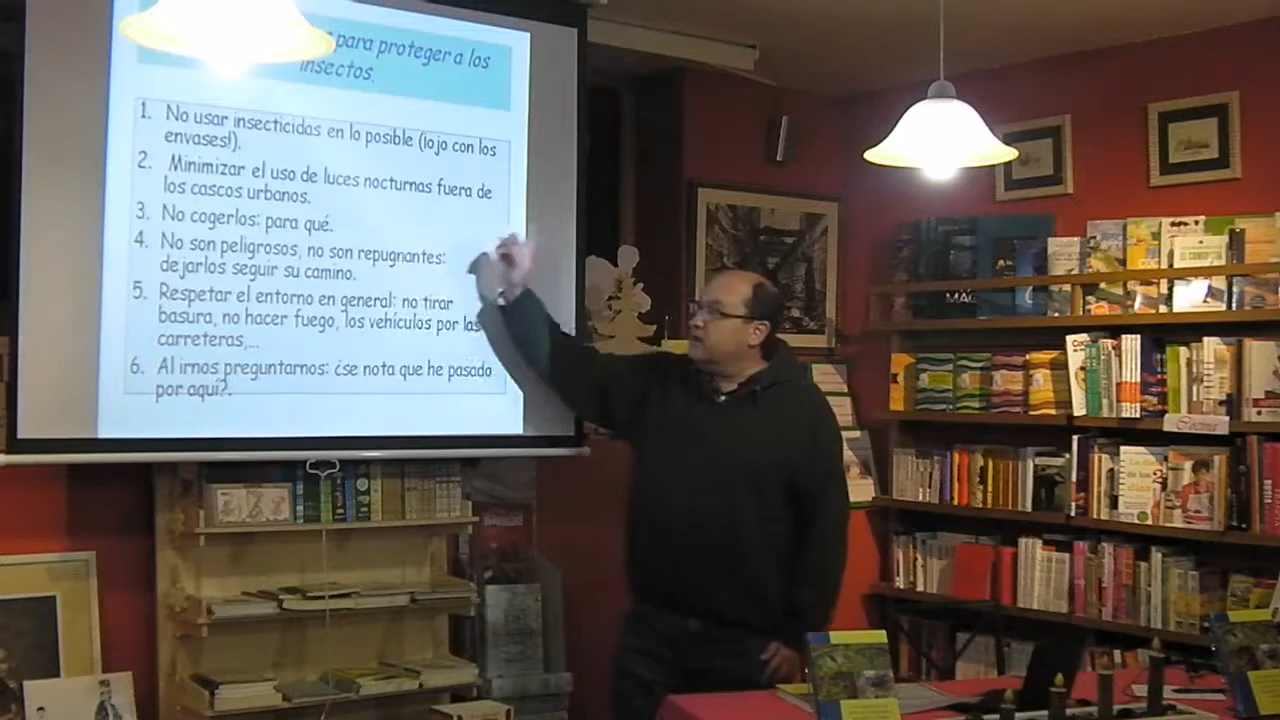 para proteger a los
insectos.
1. No usar insecticidas en lo posible (¡ojo con los
envases!).
2. Minimizar el uso de luces nocturnas fuera de
los cascos urbanos.
3. No cogerlos: para qué.
4. No son peligrosos, no son repugnantes:
dejarlos seguir su camino.
5. Respetar el entorno en general: no tirar
basura, no hacer fuego, los vehículos por las
carreteras,...
6. Al irnos preguntarnos: ¿se nota que he pasado
por aquí?.
Cocina